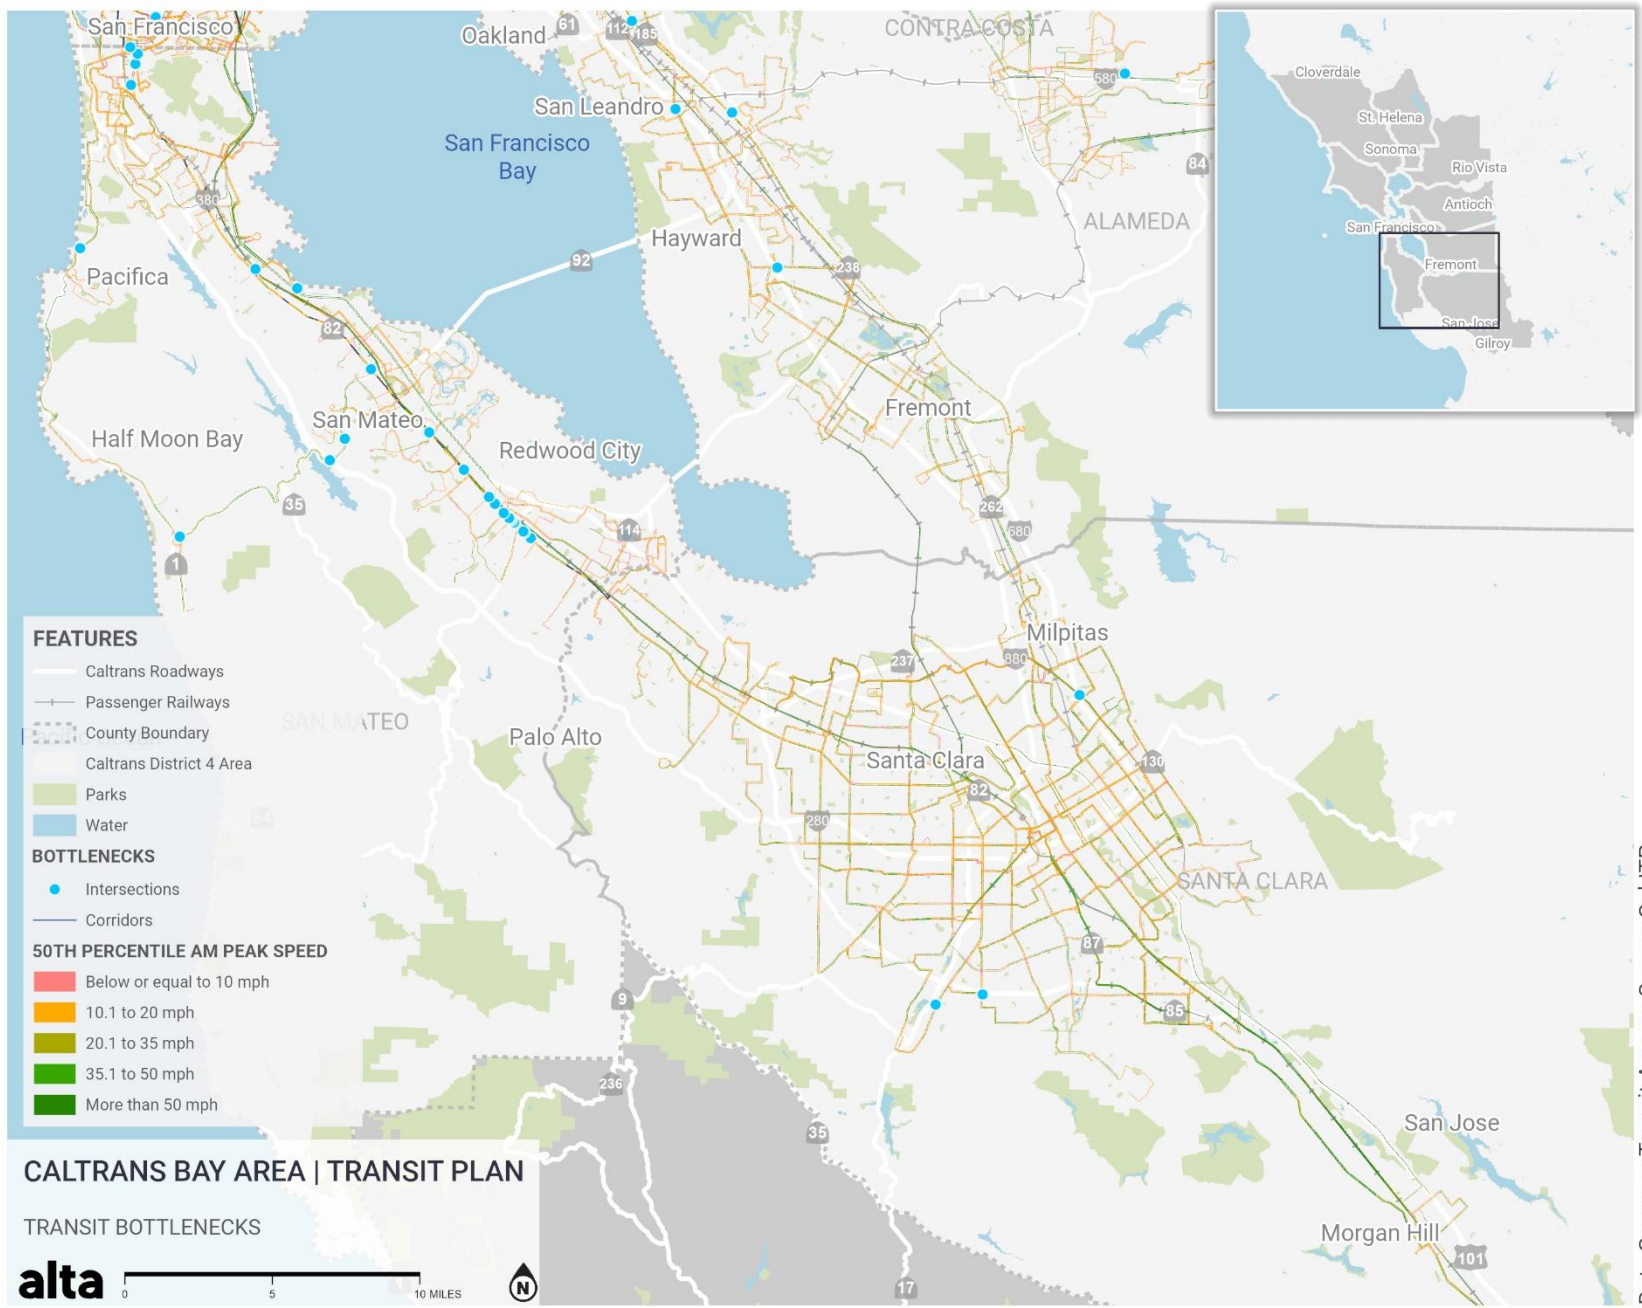 San Francisco
Oakland
61
112
185
CONTRA COSTA
580
San Leandro
San Francisco
Bay
84
380
ALAMEDA
Hayward
92
238
Pacifica
82
San Mateo
Half Moon Bay
Redwood City
Fremont
35
262
680
114
1
Milpitas
237
880
SAN MATEO
Palo Alto
Santa Clara
82
130
84
280
SANTA CLARA
87
9
85
236
35
San Jose
Morgan Hill
101
17
Cloverdale
St. Helena
Sonoma
Rio Vista
Antioch
San Francisco
Fremont
San Jose
Gilroy
FEATURES
Caltrans Roadways
Passenger Railways
County Boundary
Caltrans District 4 Area
Parks
Water
BOTTLENECKS
Intersections
Corridors
50TH PERCENTILE AM PEAK SPEED
Below or equal to 10 mph
10.1 to 20 mph
20.1 to 35 mph
35.1 to 50 mph
More than 50 mph
CALTRANS BAY AREA | TRANSIT PLAN
TRANSIT BOTTLENECKS
alta
0 5 10 MILES
N